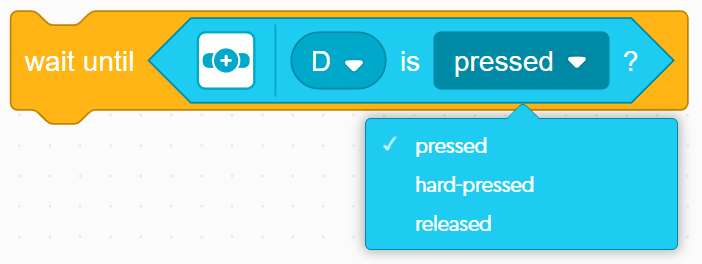 wait until D is pressed ?
pressed
hard-pressed
released